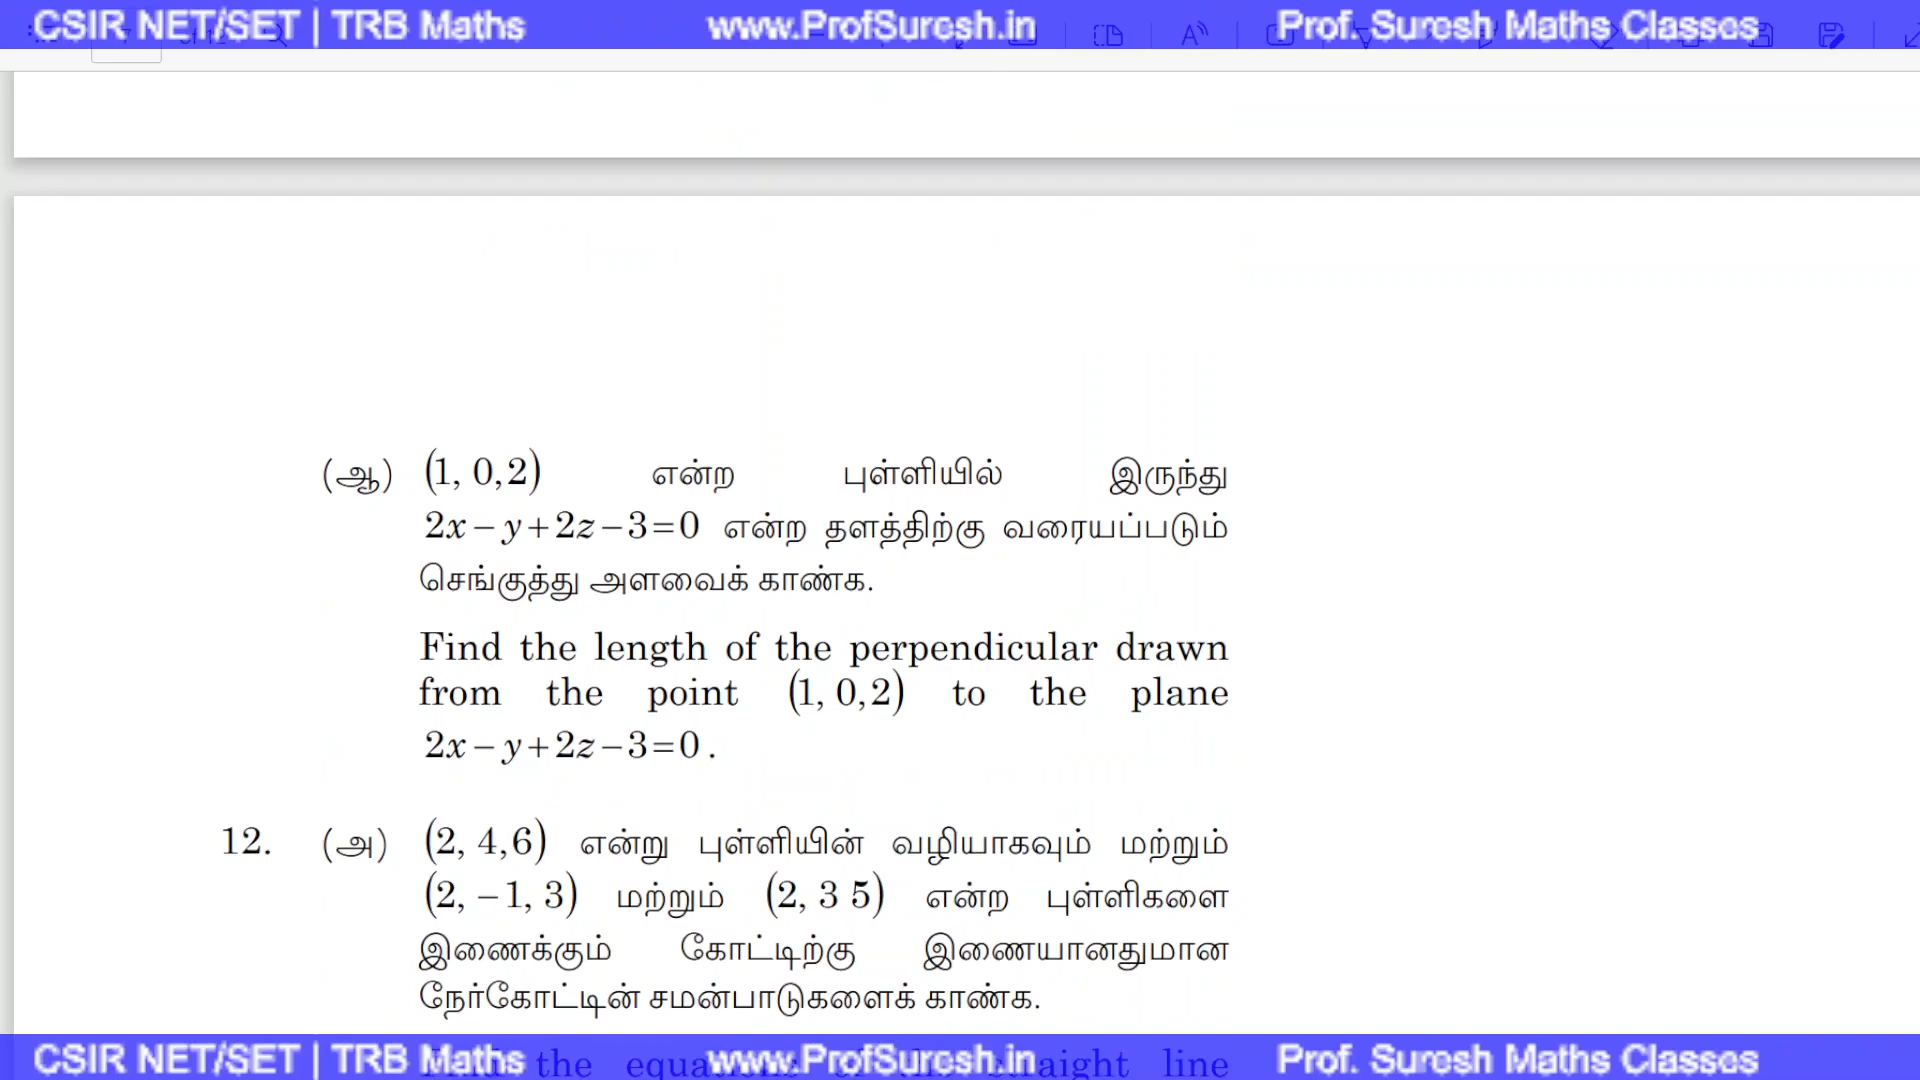 CSIR NET/SET | TRB Maths www.ProfSuresh.in Prof. Suresh Maths Classes
(ஆ) (1, 0,2) என்ற புள்ளியில் இருந்து
2x – y + 2z – 3 = 0 என்ற தளத்திற்கு வரையப்படும்
செங்குத்து அளவைக் காண்க.
Find the length of the perpendicular drawn
from the point (1, 0,2) to the plane
2x – y + 2z – 3 = 0 .
12. (அ) (2, 4,6) என்று புள்ளியின் வழியாகவும் மற்றும்
(2, –1, 3) மற்றும் (2, 3 5) என்ற புள்ளிகளை
இணைக்கும் கோட்டிற்கு இணையானதுமான
நேர்கோட்டின் சமன்பாடுகளைக் காண்க.
the straight line
CSIR NET/SET | TRB Maths www.ProfSuresh.in Prof. Suresh Maths Classes